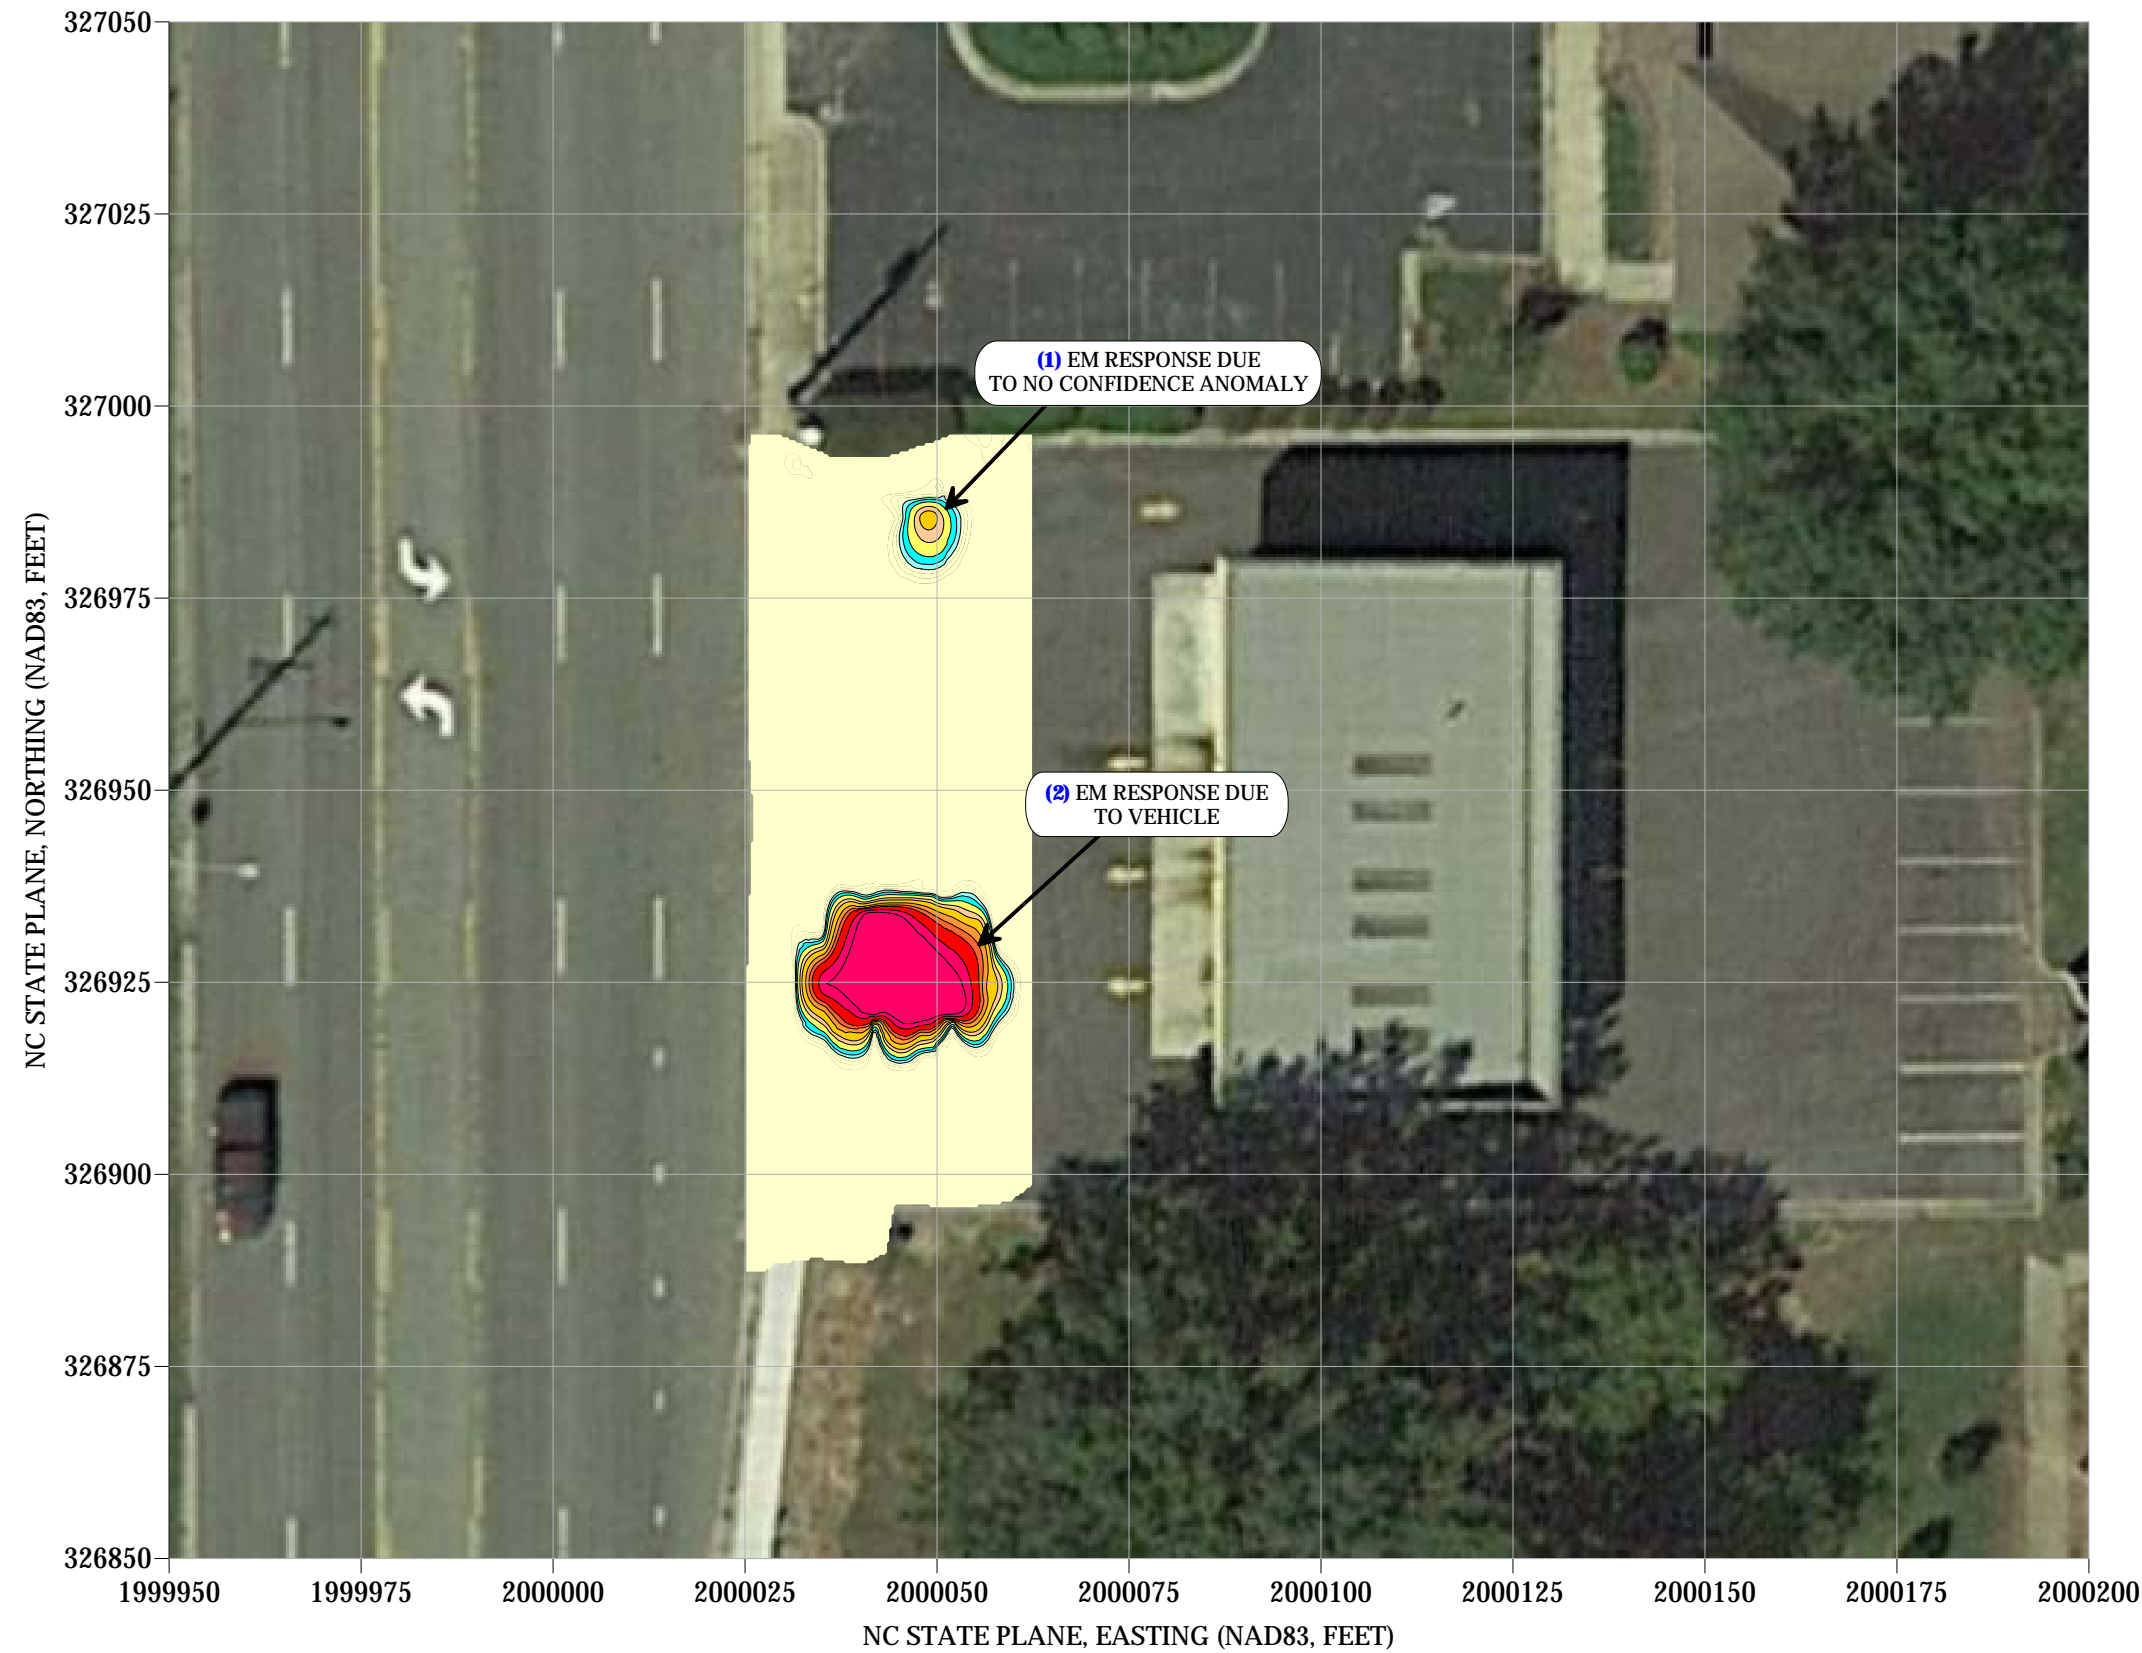 327050
327025
327000
326975
326950
326925
326900
326875
326850
NC STATE PLANE, NORTHING (NAD83, FEET)
(1) EM RESPONSE DUE
TO NO CONFIDENCE ANOMALY
(2) EM RESPONSE DUE
TO VEHICLE
1999950 1999975 2000000 2000025 2000050 2000075 2000100 2000125 2000150 2000175 2000200
NC STATE PLANE, EASTING (NAD83, FEET)